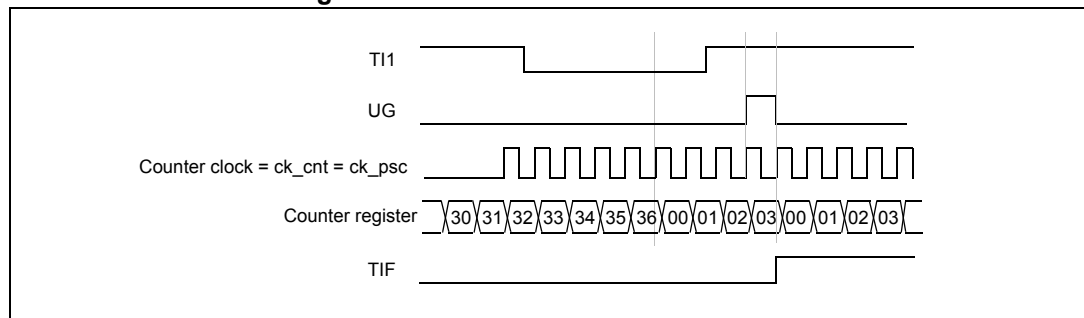 TI1
UG
Counter clock = ck_cnt = ck_psc
Counter register 30 31 32 33 34 35 36 00 01 02 03 00 01 02 03
TIF